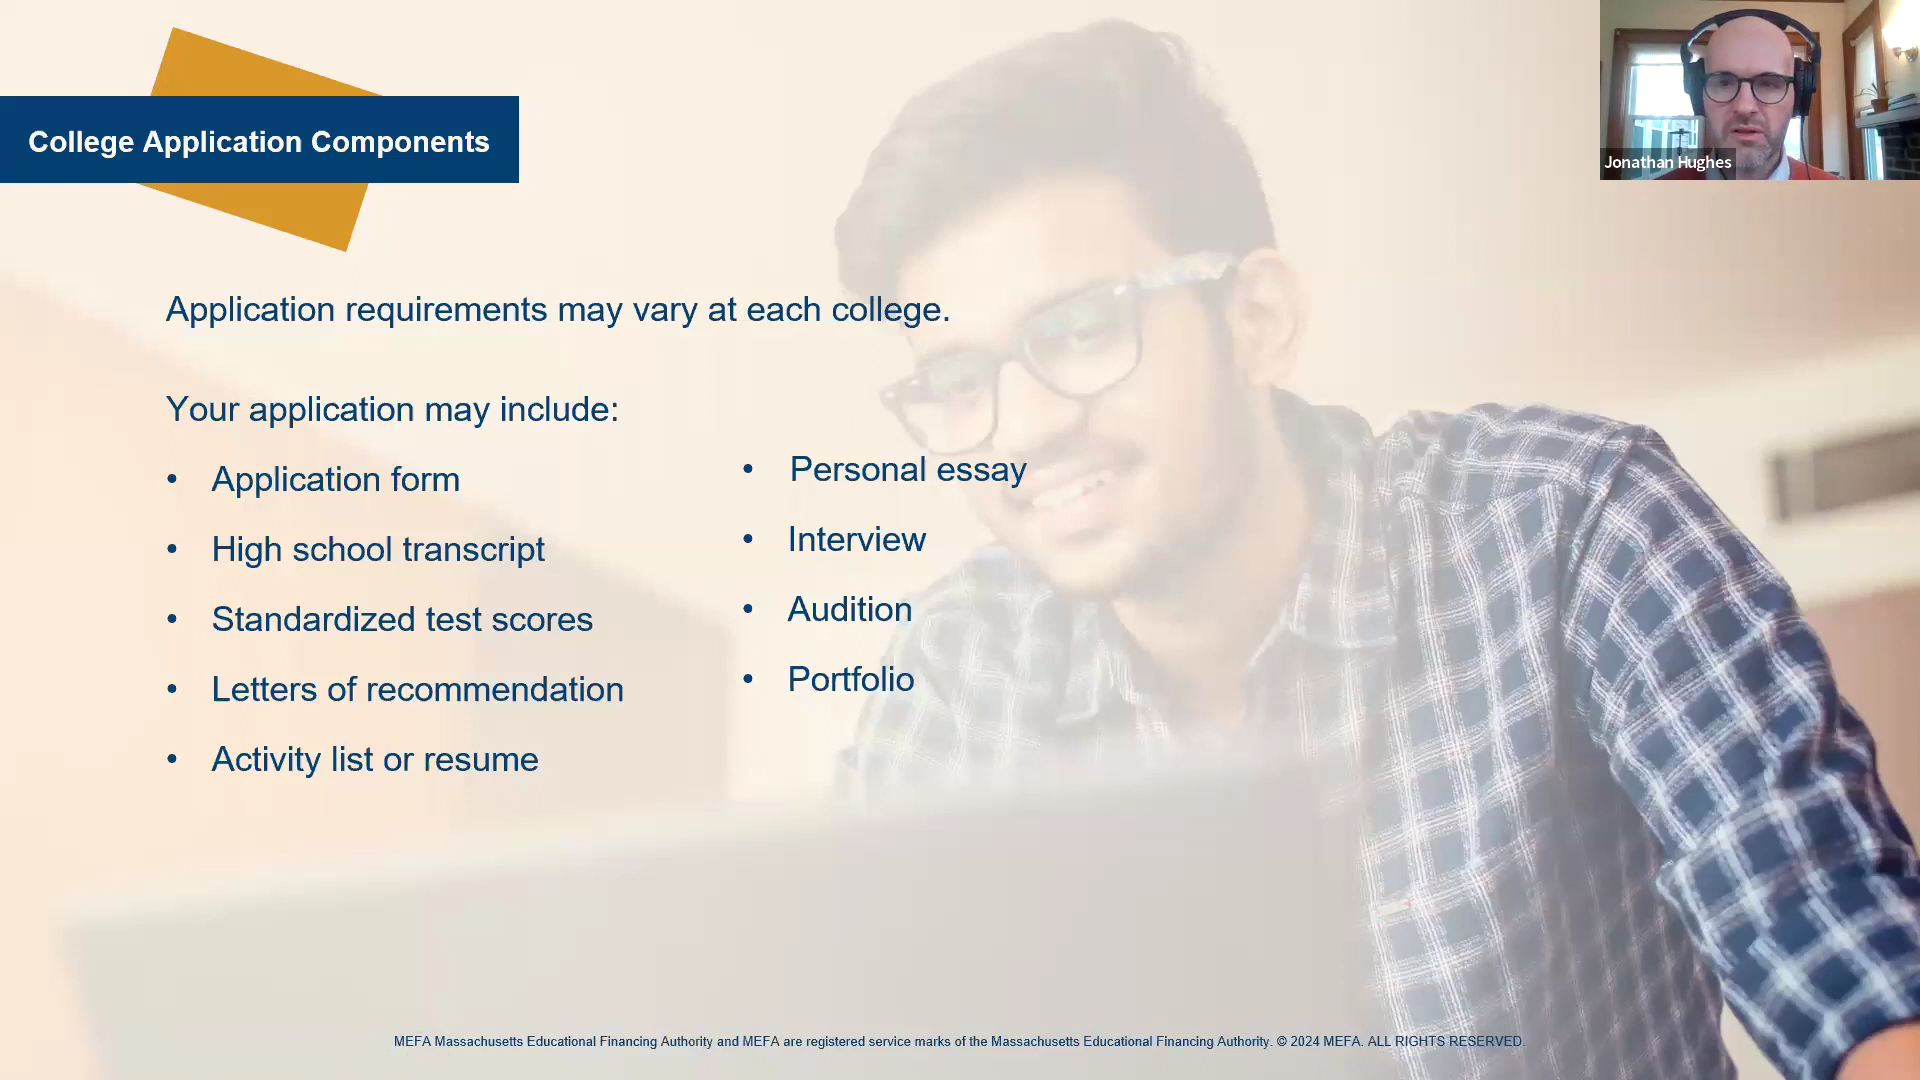 College Application Components
Jonathan Hughes
Application requirements may vary at each college.
Your application may include:
• Application form
• High school transcript
• Standardized test scores
• Letters of recommendation
• Activity list or resume
• Personal essay
• Interview
• Audition
• Portfolio
MEFA Massachusetts Educational Financing Authority and MEFA are registered service marks of the Massachusetts Educational Financing Authority. © 2024 MEFA. ALL RIGHTS RESERVED.